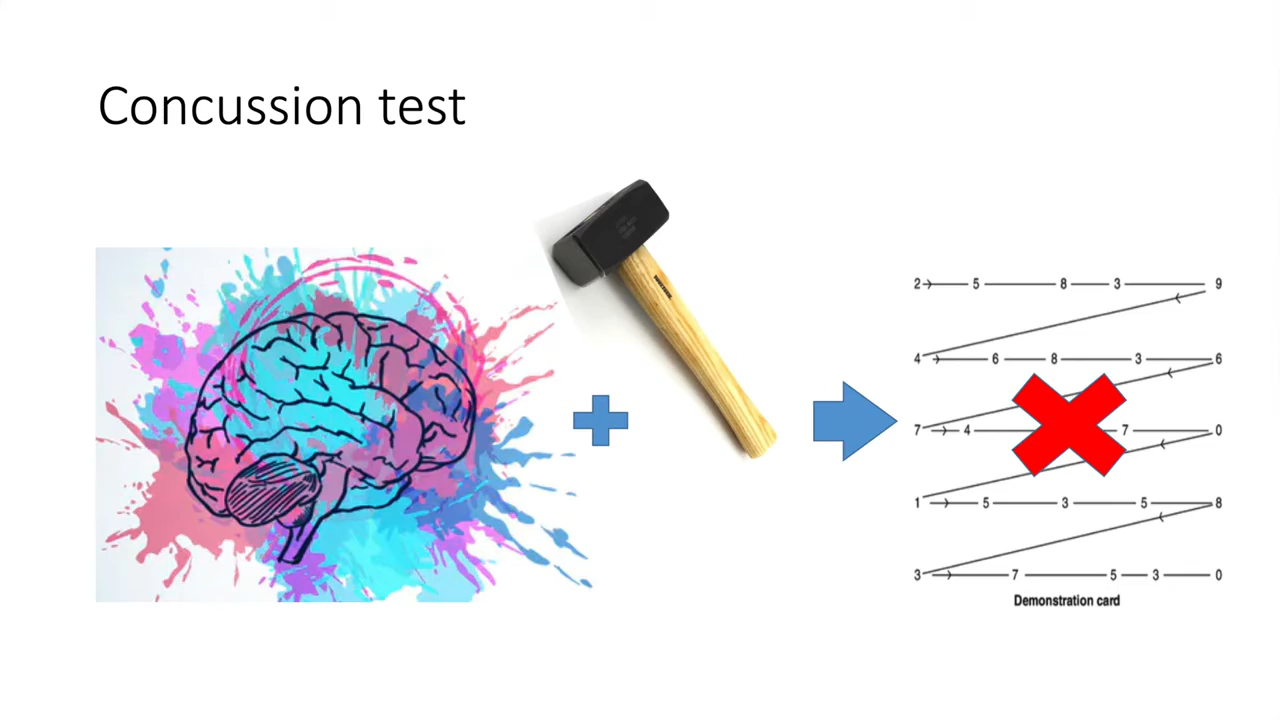 Concussion test
2 5 8 3 9
4 6 8 3 6
7 4 7 0
1 5 3 5 8
3 7 5 3 0
Demonstration card